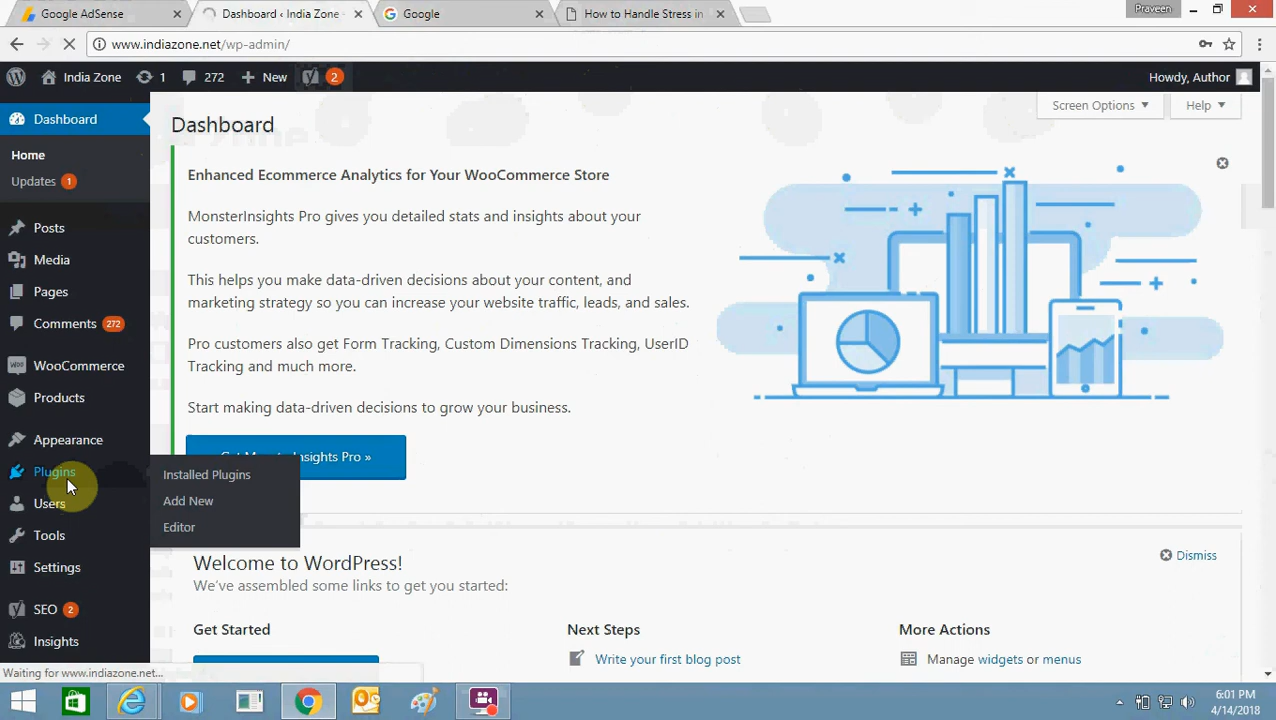 Google AdSense
Dashboard ‹ India Zone -
Google
How to Handle Stress in
Praveen
www.indiazone.net/wp-admin/
India Zone
1
272
New
2
Howdy, Author
Dashboard
Home
Updates 1
Posts
Media
Pages
Comments 272
WooCommerce
Products
Appearance
Plugins
Users
Tools
Settings
SEO 2
Insights
Installed Plugins
Add New
Editor
Screen Options
Help
Dashboard
Enhanced Ecommerce Analytics for Your WooCommerce Store
MonsterInsights Pro gives you detailed stats and insights about your
customers.
This helps you make data-driven decisions about your content, and
marketing strategy so you can increase your website traffic, leads, and sales.
Pro customers also get Form Tracking, Custom Dimensions Tracking, UserID
Tracking and much more.
Start making data-driven decisions to grow your business.
Insights Pro »
Welcome to WordPress!
We've assembled some links to get you started:
Dismiss
Get Started
Next Steps
More Actions
Write your first blog post
Manage widgets or menus
Waiting for www.indiazone.net...
6:01 PM
4/14/2018